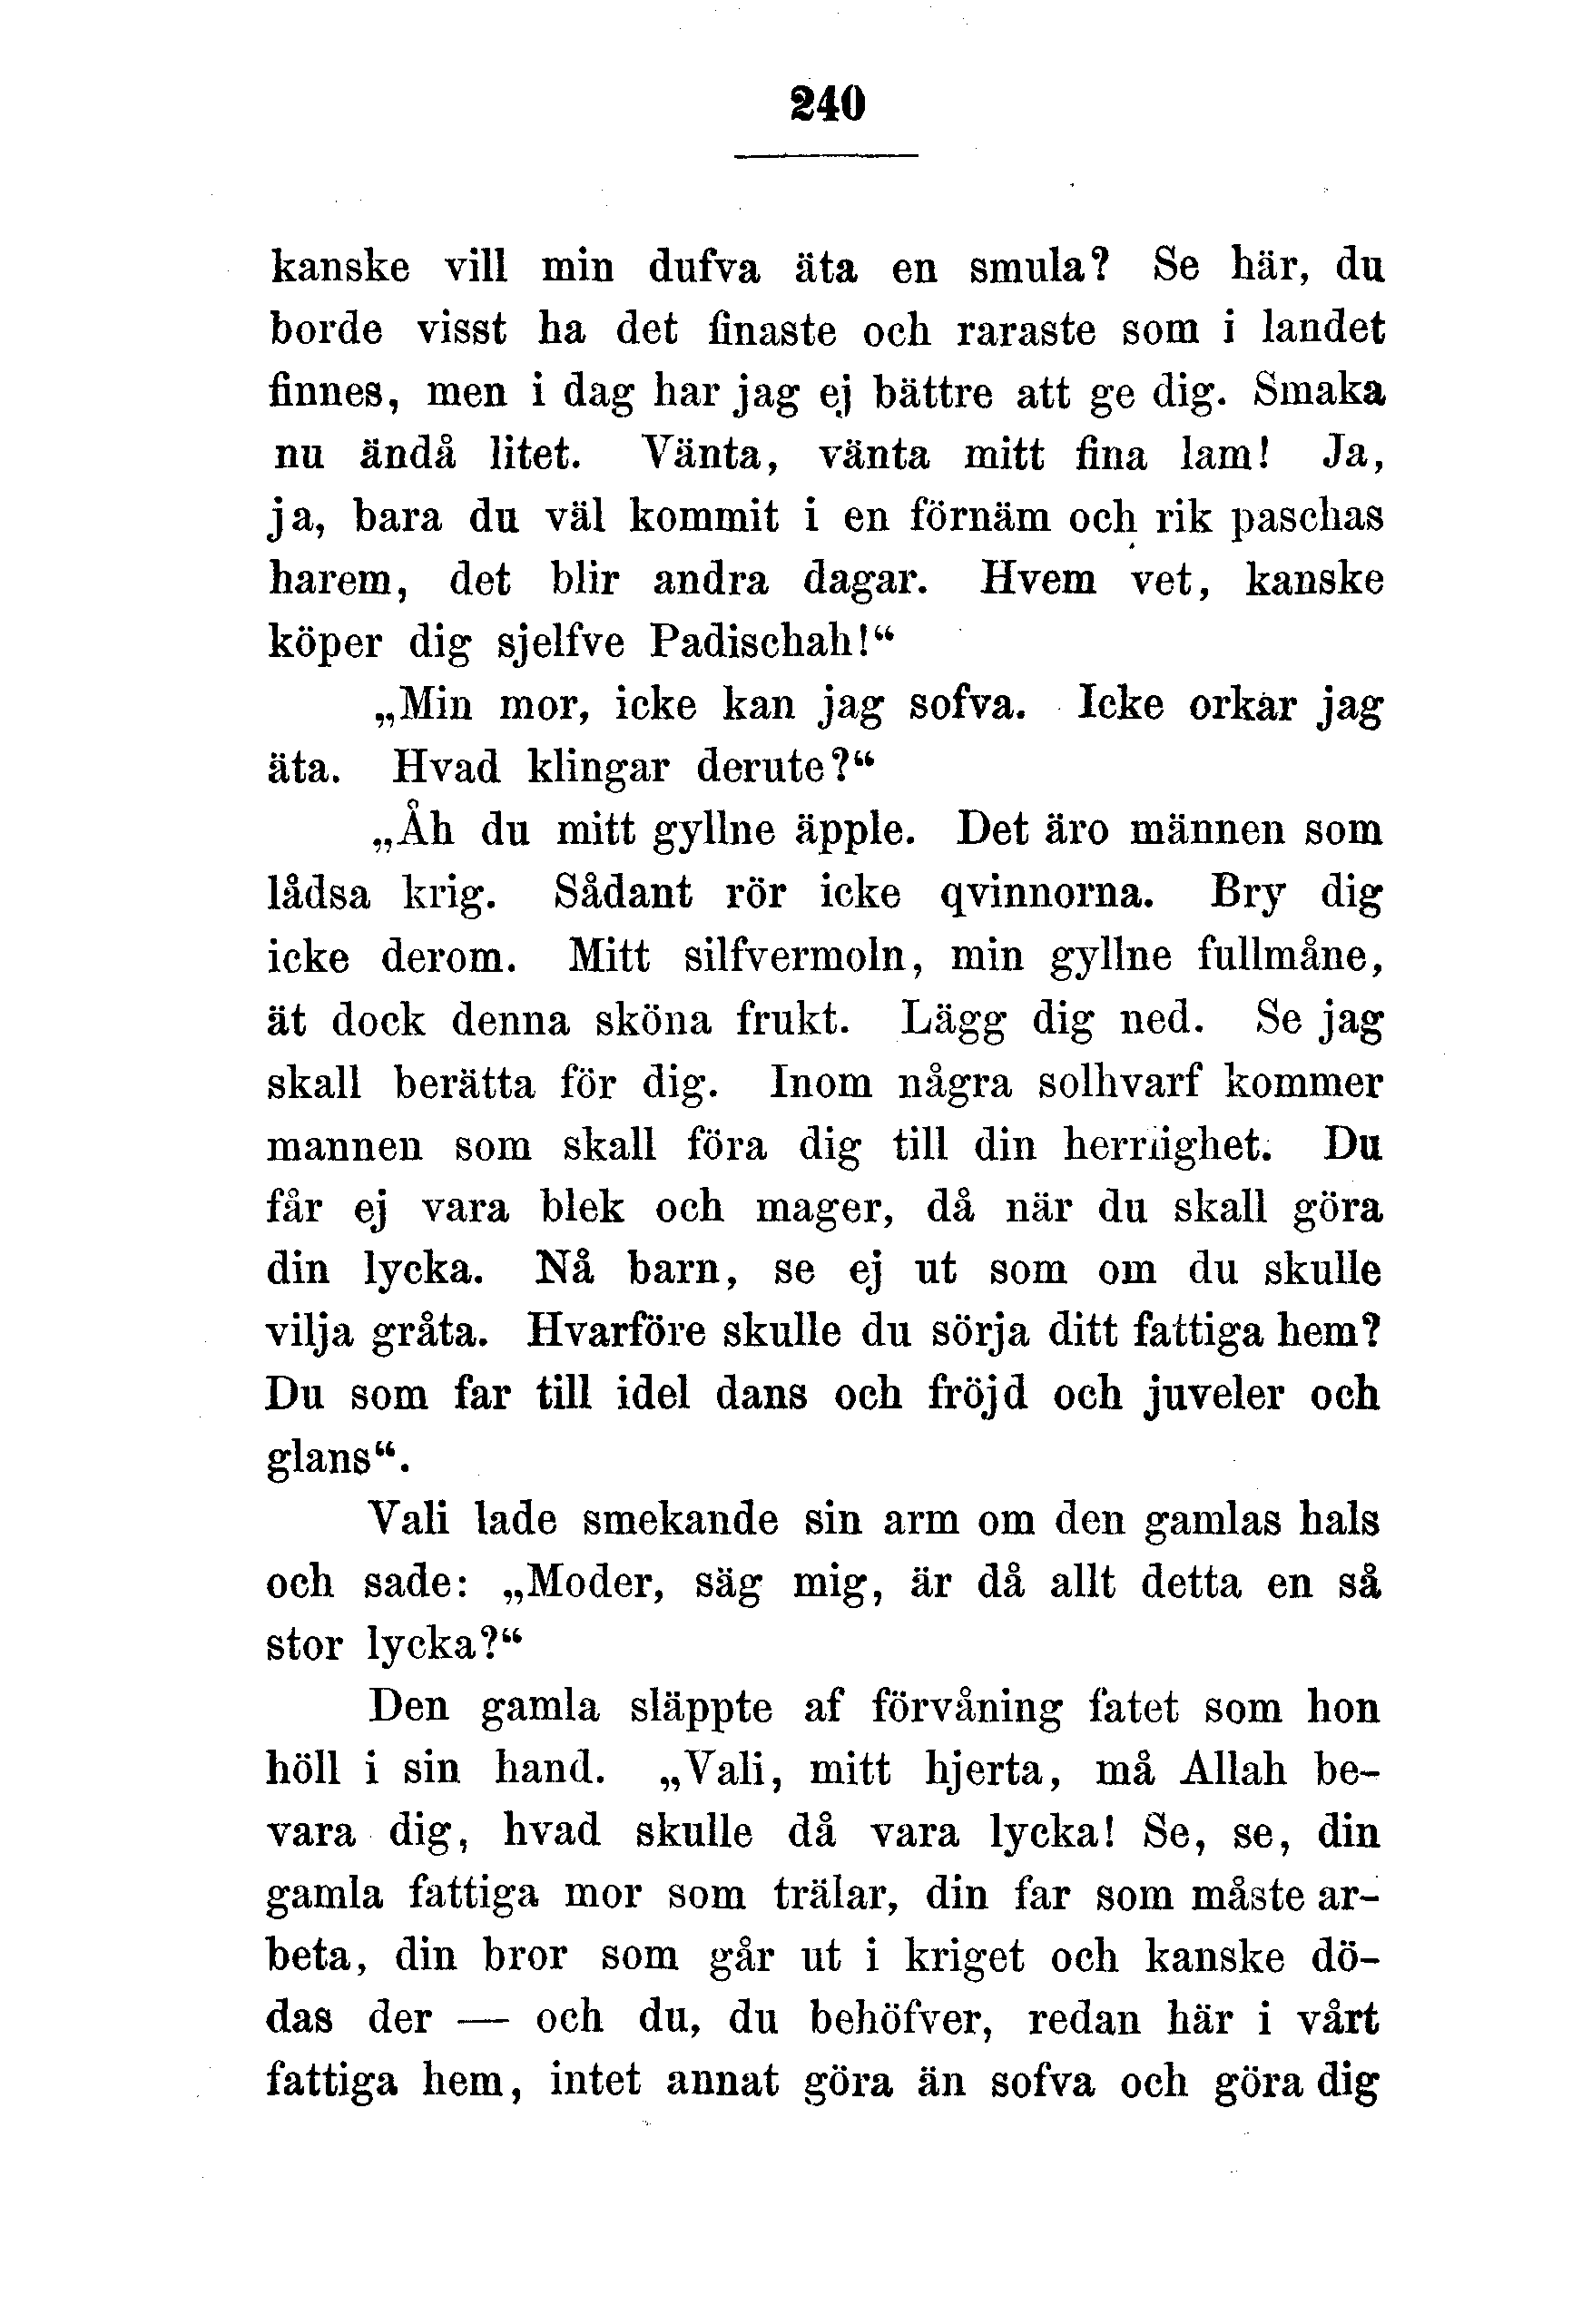 240
kanske vill min dufva äta en smula? Se här, du
borde visst ha det finaste och raraste som i landet
finnes, men i dag har jag ej bättre att ge dig. Smaka
nu ändå litet. Vänta, vänta mitt fina lam! Ja,
ja, bara du väl kommit i en förnäm och rik paschas
harem, det blir andra dagar. Hvem vet, kanske
köper dig sjelfve Padischah!“
„Min mor, icke kan jag sofva. Icke orkar jag
äta. Hvad klingar derute?“
„Åh du mitt gyllne äpple. Det äro männen som
lådsa krig. Sådant rör icke qvinnorna. Bry dig
icke derom. Mitt silfvermoln, min gyllne fullmåne,
ät dock denna sköna frukt. Lägg dig ned. Se jag
skall berätta för dig. Inom några solhvarf kommer
mannen som skall föra dig till din herrlighet. Du
får ej vara blek och mager, då när du skall göra
din lycka. Nå barn, se ej ut som om du skulle
vilja gråta. Hvarföre skulle du sörja ditt fattiga hem?
Du som far till idel dans och fröjd och juveler och
glans“.
Vali lade smekande sin arm om den gamlas hals
och sade: „Moder, säg mig, är då allt detta en så
stor lycka?“
Den gamla släppte af förvåning fatet som hon
höll i sin hand. „Vali, mitt hjerta, må Allah be-
vara dig, hvad skulle då vara lycka! Se, se, din
gamla fattiga mor som trälar, din far som måste ar-
beta, din bror som går ut i kriget och kanske dö-
das der — och du, du behöfver, redan här i vårt
fattiga hem, intet annat göra än sofva och göra dig